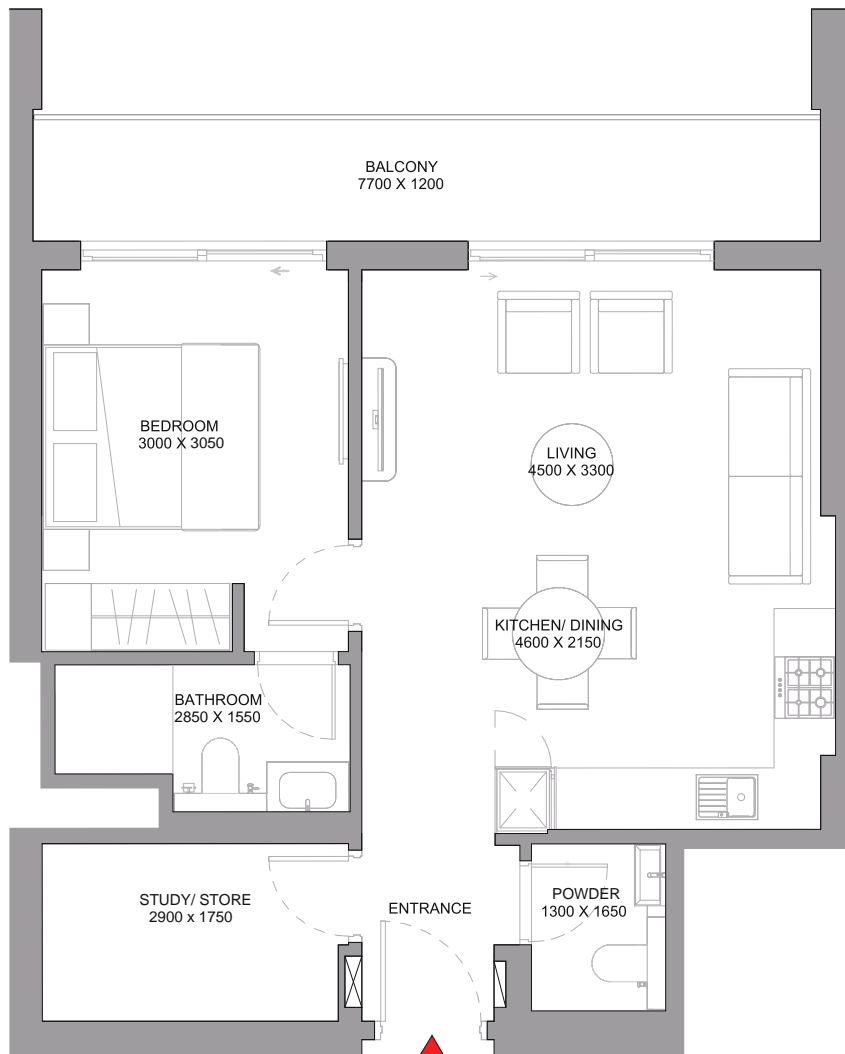 BALCONY
7700 X 1200
BEDROOM
3000 X 3050
LIVING
4500 X 3300
KITCHEN/ DINING
4600 X 2150
BATHROOM
2850 X 1550
STUDY/ STORE
2900 x 1750
ENTRANCE
POWDER
1300 X 1650